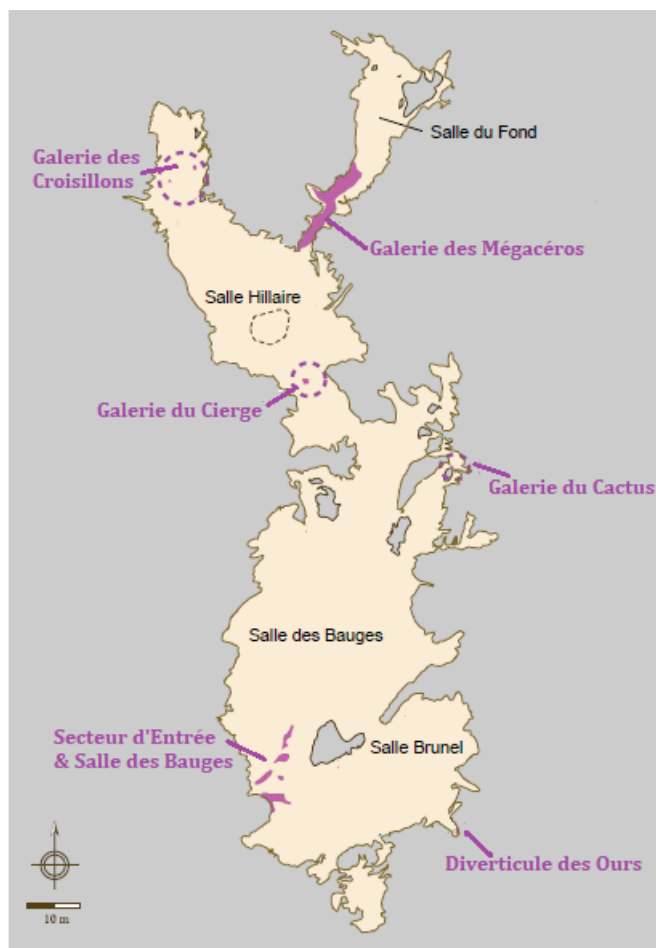 Salle du Fond
Galerie des
Croisillons
Galerie des Mégacéros
Salle Hillaire
Galerie du Cierge
Galerie du Cactus
Salle des Bauges
Secteur d'Entrée
& Salle des Bauges
Salle Brunel
Diverticule des Ours
10 m